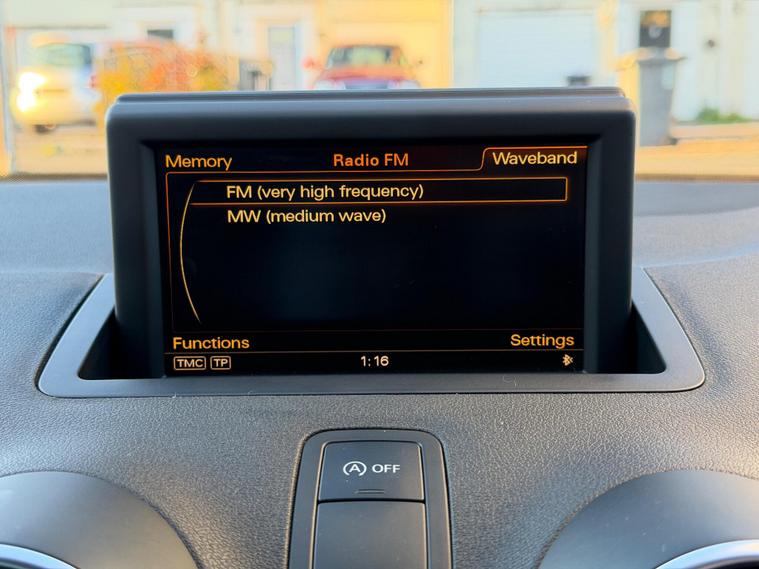 Memory Radio FM Waveband
FM (very high frequency)
MW (medium wave)
Functions Settings
TMC TP 1:16
A OFF